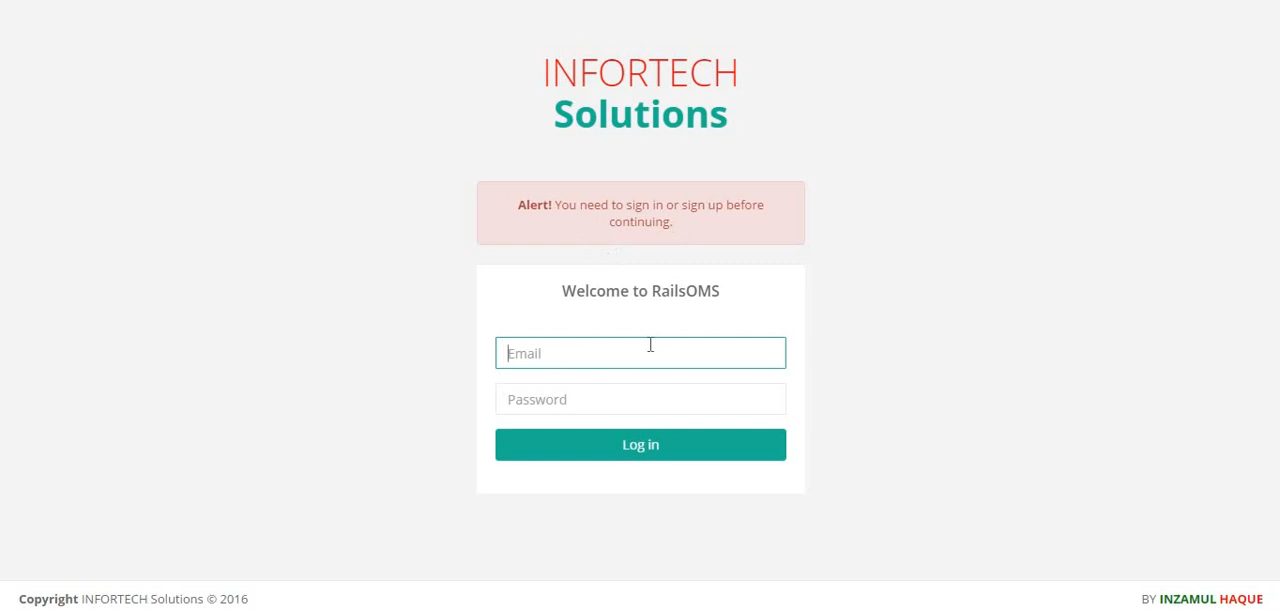 INFORTECH
Solutions
Alert! You need to sign in or sign up before
continuing.
Welcome to RailsOMS
Email
Password
Log in
Copyright INFORTECH Solutions © 2016
BY INZAMUL HAQUE